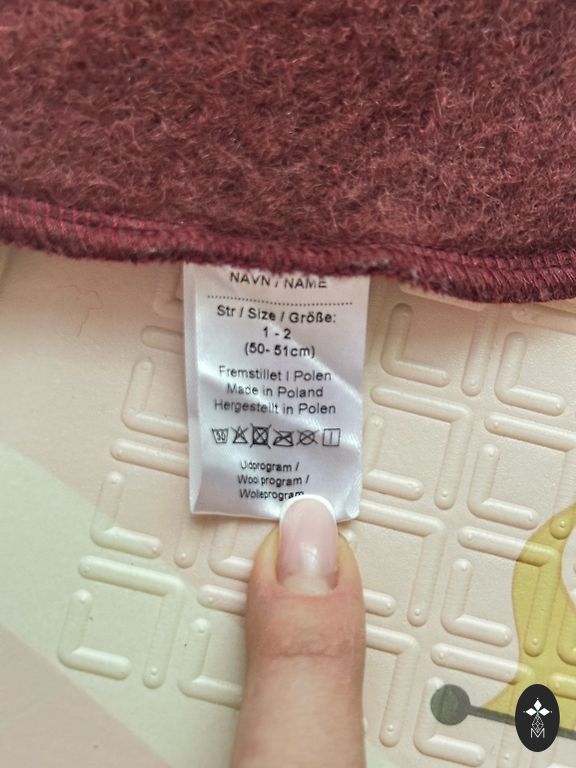 NAVN / NAME
Str / Size / Größe:
1 - 2
(50- 51cm)
Fremstillet I Polen
Made in Poland
Hergestellt in Polen
30
Uldprogram /
Wool program /
Wolleprogram
M